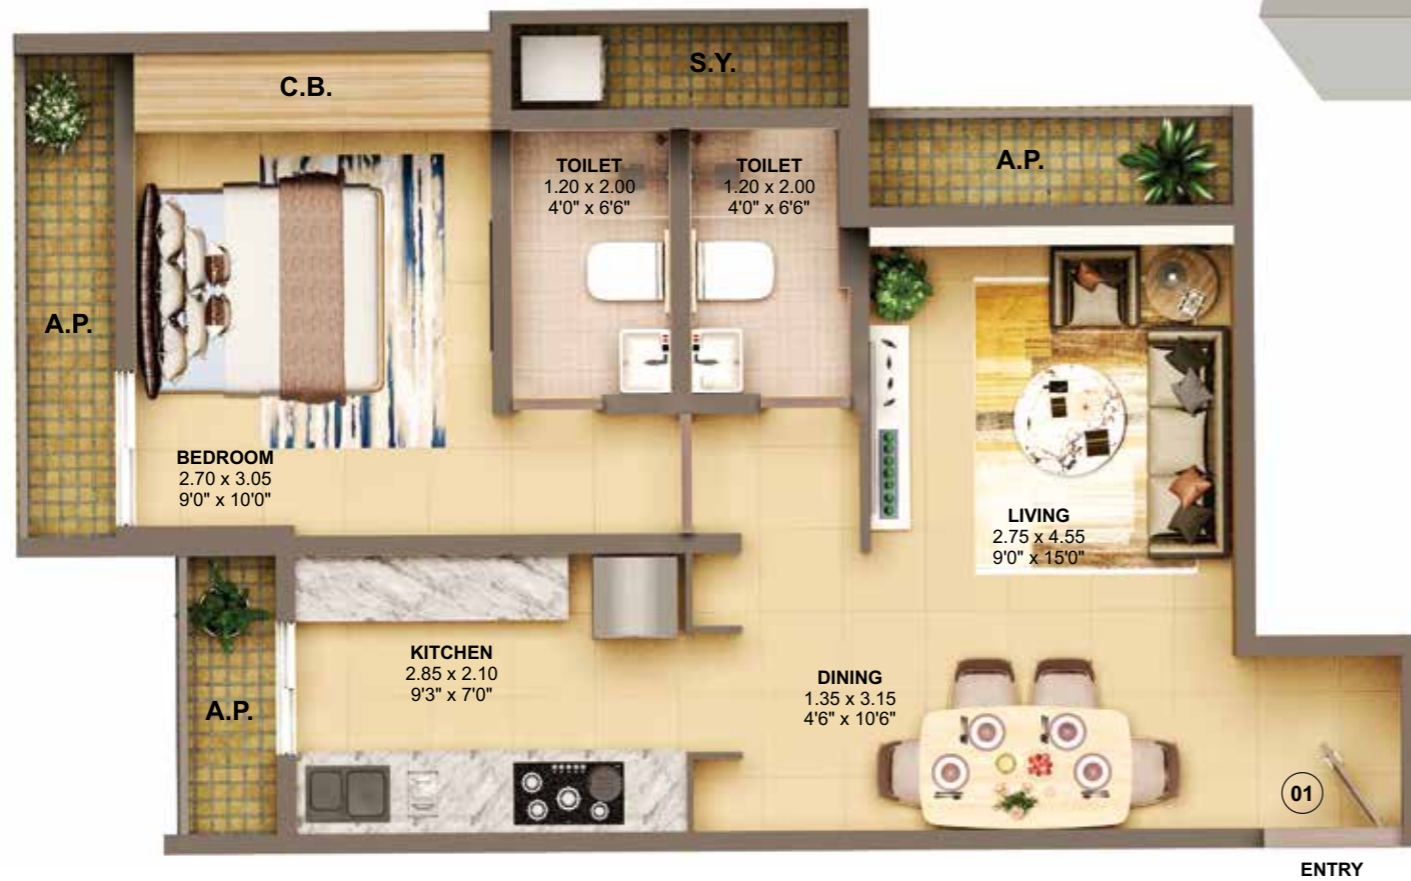 C.B.
S.Y.
A.P.
TOILET
1.20 x 2.00
4'0" x 6'6"
TOILET
1.20 x 2.00
4'0" x 6'6"
A.P.
BEDROOM
2.70 x 3.05
9'0" x 10'0"
LIVING
2.75 x 4.55
9'0" x 15'0"
KITCHEN
2.85 x 2.10
9'3" x 7'0"
DINING
1.35 x 3.15
4'6" x 10'6"
A.P.
01
ENTRY